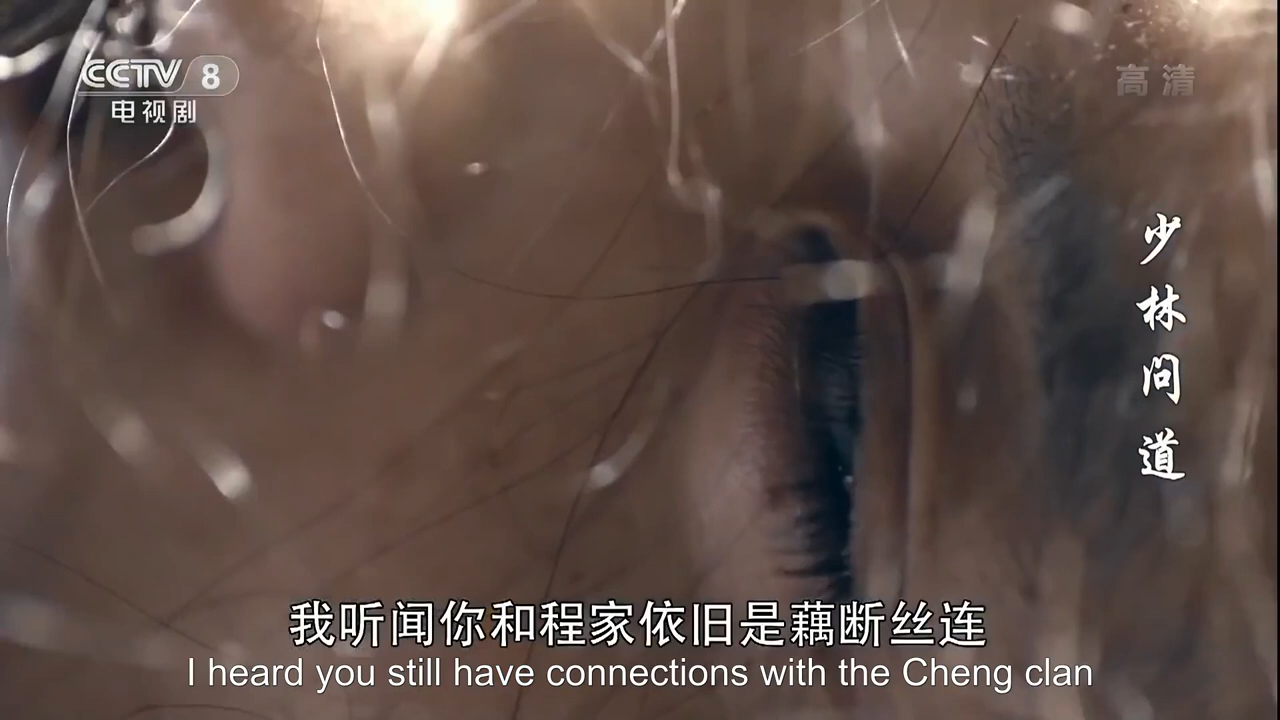 CCTV 8
电视剧
高清
少林问道
我听闻你和程家依旧是藕断丝连
I heard you still have connections with the Cheng clan